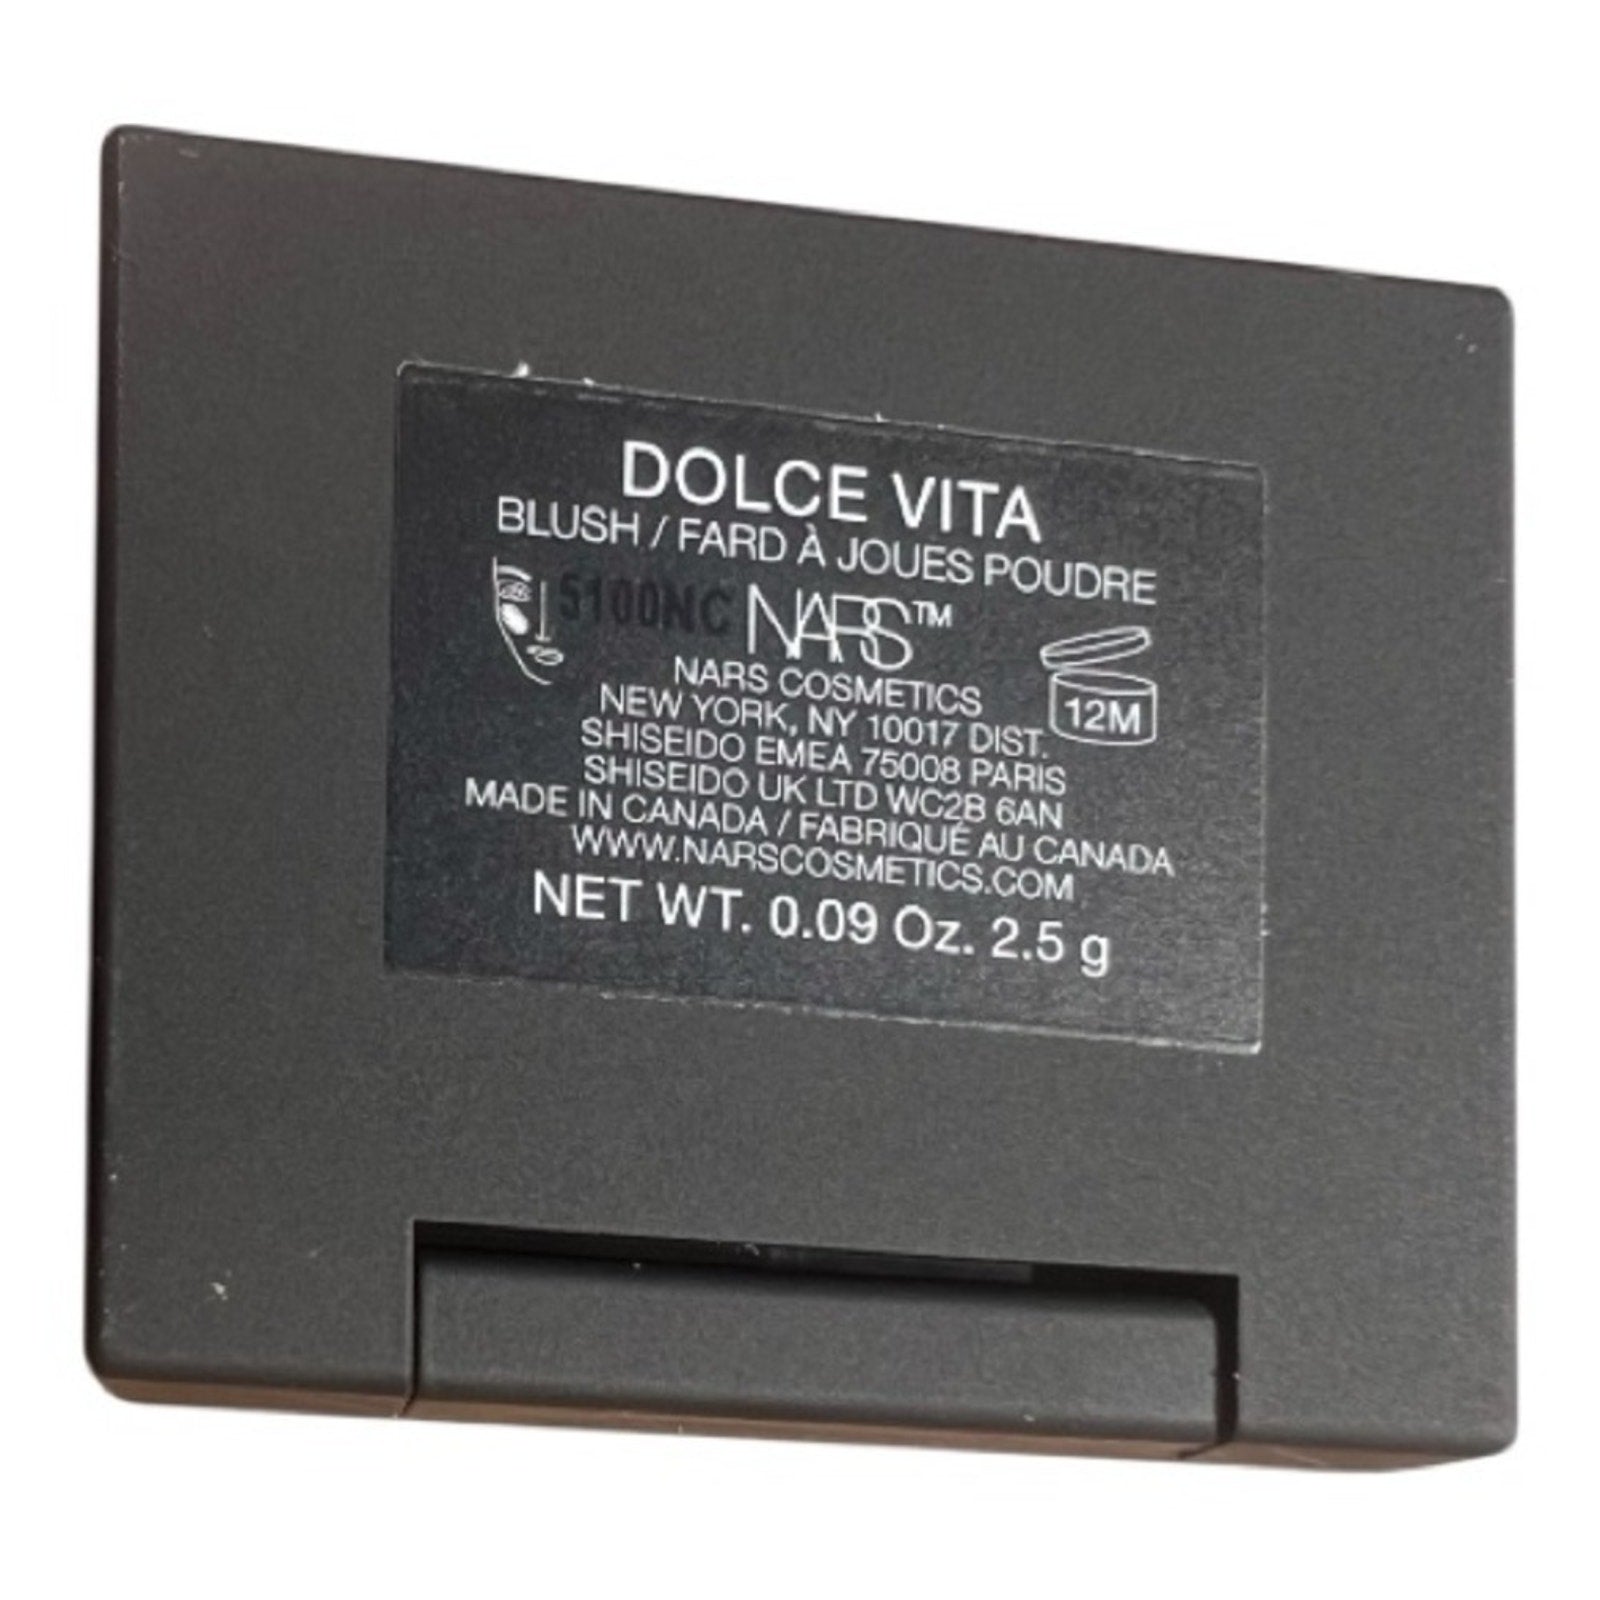 DOLCE VITA
BLUSH / FARD À JOUES POUDRE
5100NC NARS™
NARS COSMETICS
NEW YORK, NY 10017 DIST.
12M
SHISEIDO EMEA 75008 PARIS
SHISEIDO UK LTD WC2B 6AN
MADE IN CANADA / FABRIQUÉ AU CANADA
WWW.NARSCOSMETICS.COM
NET WT. 0.09 Oz. 2.5 g